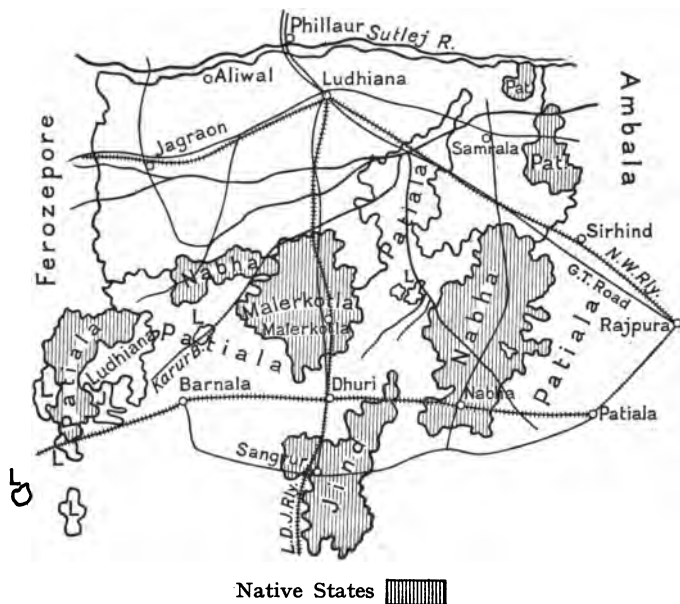 Phillaur
Sutlej R.
Aliwal
Ludhiana
Pat.
Ambala
Jagraon
Samrala
Pat.
Ferozepore
Patiala
Sirhind
N.W.Rly.
G.T. Road
Nabha
L
Malerkotla
Malerkotla
Nabha
Patiala
Rajpura
L
Patiala
Ludhiana
Patiala
Karura.
L
Barnala
Dhuri
Nabha
Patiala
L
Sangrur
Jind
L
L
L.D.J.Rly.
Native States